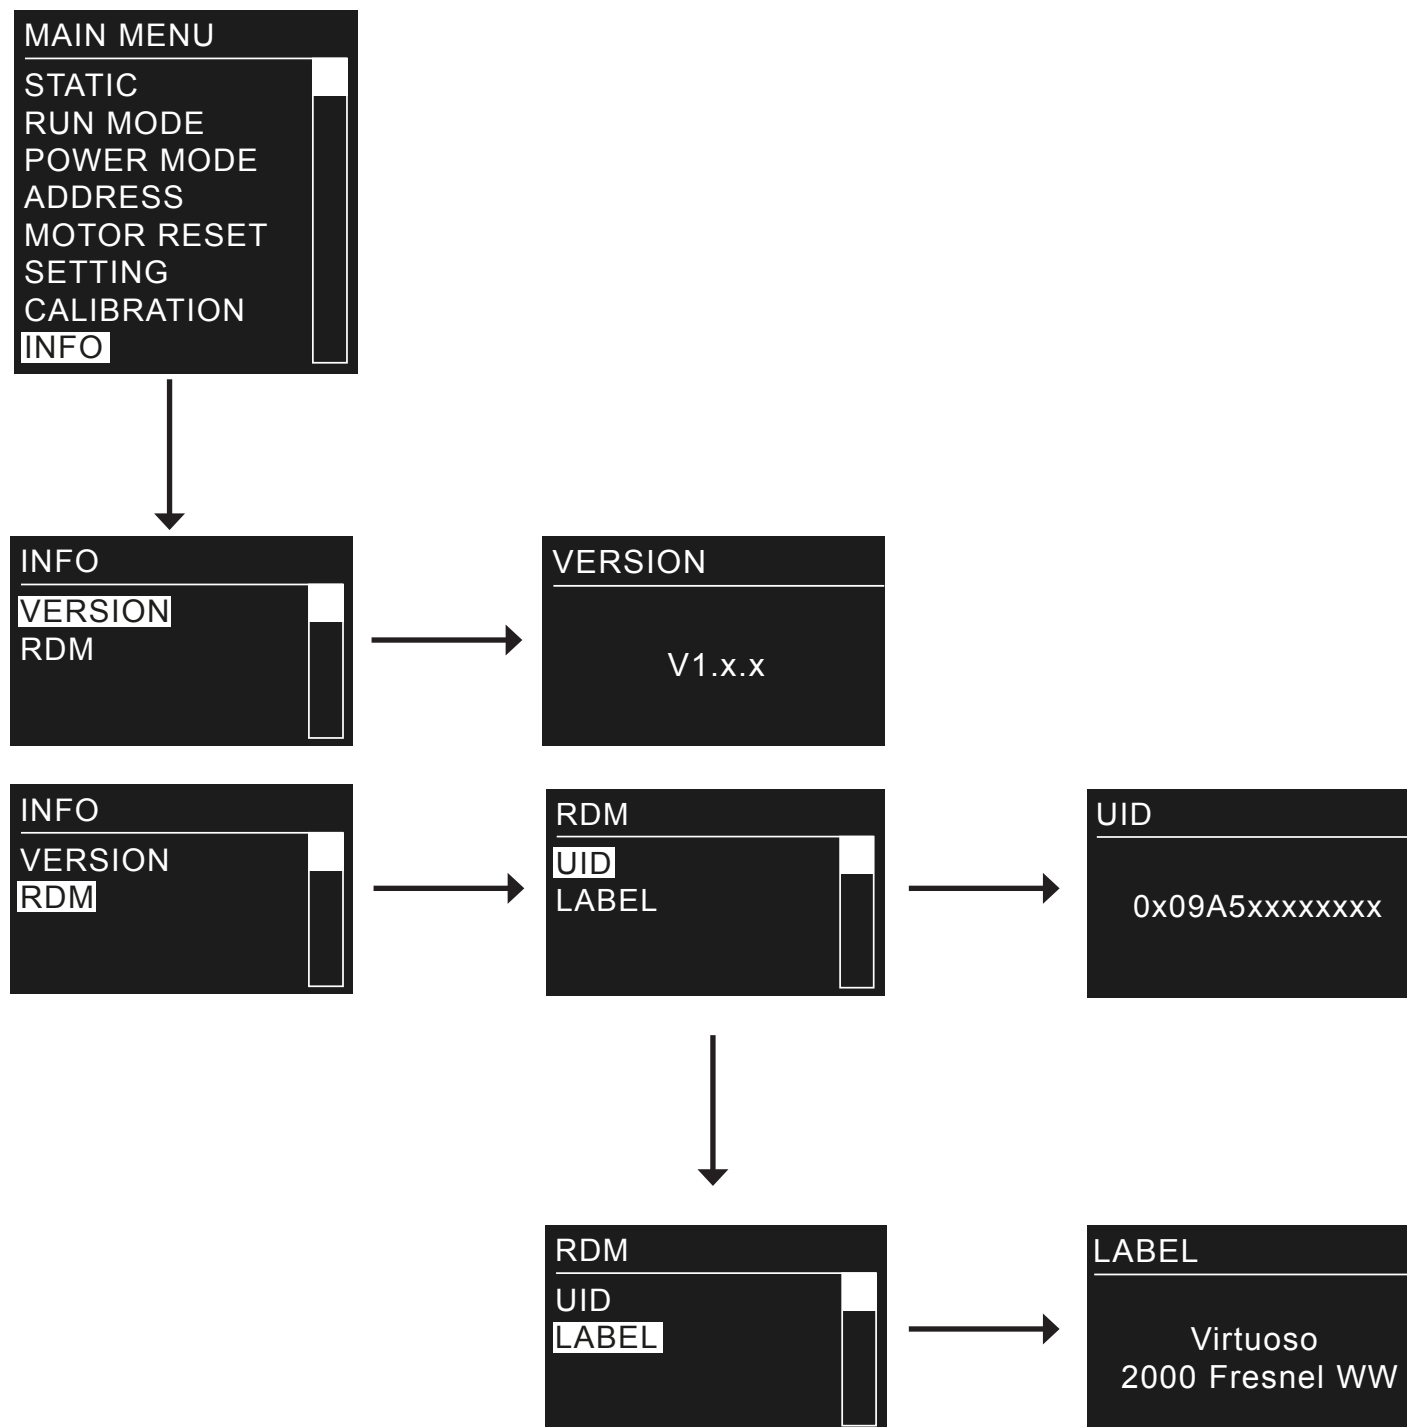 MAIN MENU
STATIC
RUN MODE
POWER MODE
ADDRESS
MOTOR RESET
SETTING
CALIBRATION
INFO
INFO
VERSION
RDM
VERSION
V1.x.x
INFO
VERSION
RDM
RDM
UID
LABEL
UID
0x09A5xxxxxxxx
RDM
UID
LABEL
LABEL
Virtuoso
2000 Fresnel WW